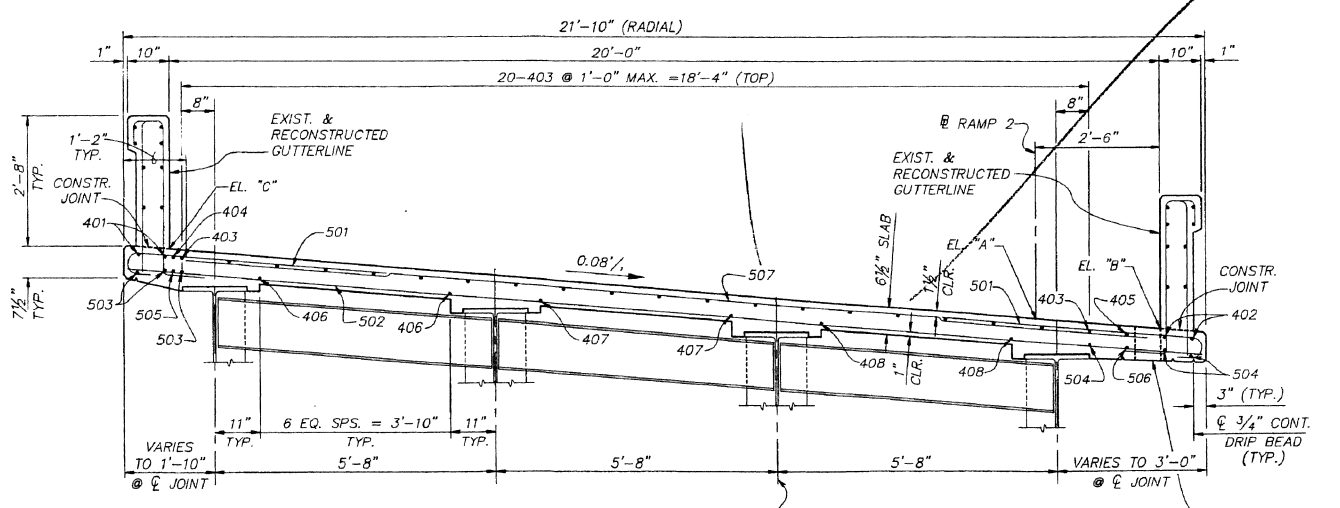 21'-10" (RADIAL)
1" 10" 20'-0" 10" 1"
20-403 @ 1'-0" MAX. =18'-4" (TOP)
8" 8"
EXIST. &
RECONSTRUCTED
GUTTERLINE
℄ RAMP 2
2'-6"
1'-2"
TYP.
2'-8"
TYP.
EXIST. &
RECONSTRUCTED
GUTTERLINE
CONSTR.
JOINT
EL. "C"
401 404
403
501
0.08'/,
507
6½" SLAB
1½"
CLR.
EL. "A"
EL. "B"
CONSTR.
JOINT
501 403 405 402
7½"
TYP.
503 505 503
406 502 406 407 407 408
1"
CLR.
408 504 506 504
3" (TYP.)
℄ ¾" CONT.
DRIP BEAD
(TYP.)
11"
TYP.
6 EQ. SPS. = 3'-10"
TYP.
11"
TYP.
VARIES
TO 1'-10"
@ ℄ JOINT
5'-8" 5'-8" 5'-8"
VARIES TO 3'-0"
@ ℄ JOINT